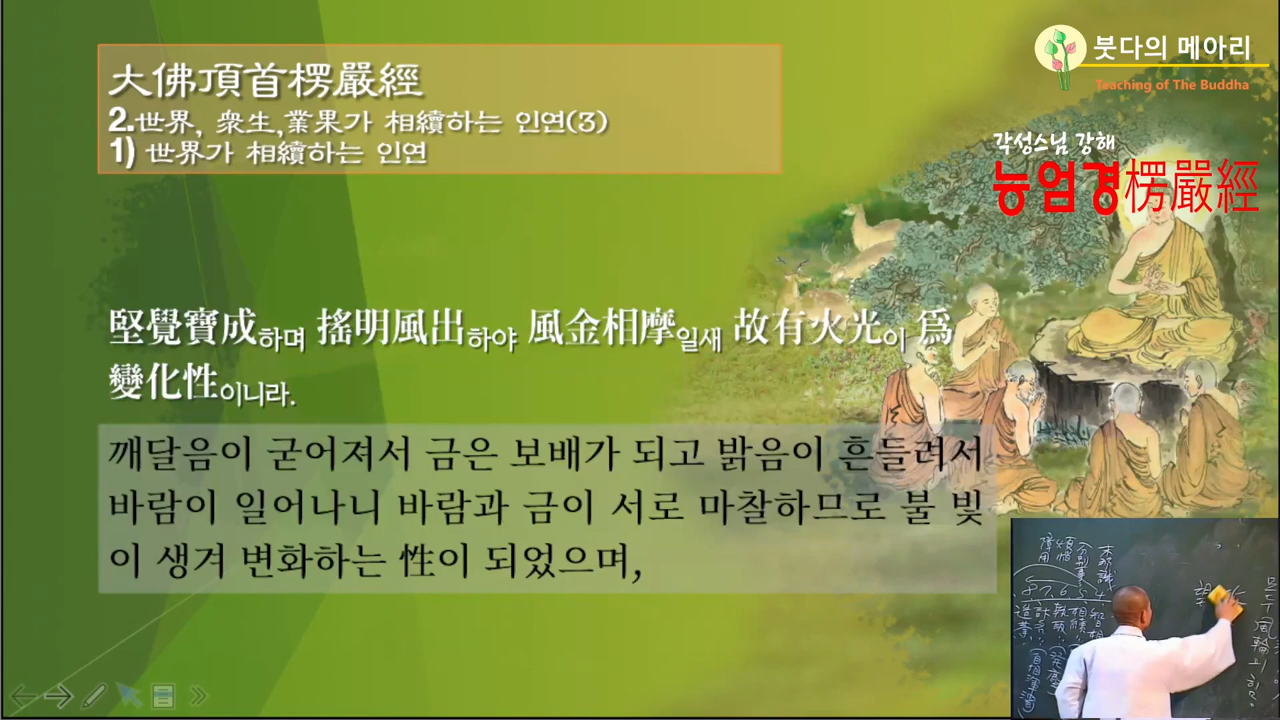 大佛頂首楞嚴經
2.世界, 衆生,業果가 相續하는 인연(3)
1) 世界가 相續하는 인연
붓다의 메아리
Teaching of The Buddha
각성스님 강해
능엄경楞嚴經
堅覺寶成하며 搖明風出하야 風金相摩일새 故有火光이 爲
變化性이니라.
깨달음이 굳어져서 금은 보배가 되고 밝음이 흔들려서
바람이 일어나니 바람과 금이 서로 마찰하므로 불 빛
이 생겨 변화하는 性이 되었으며,
8 7 6 5 4